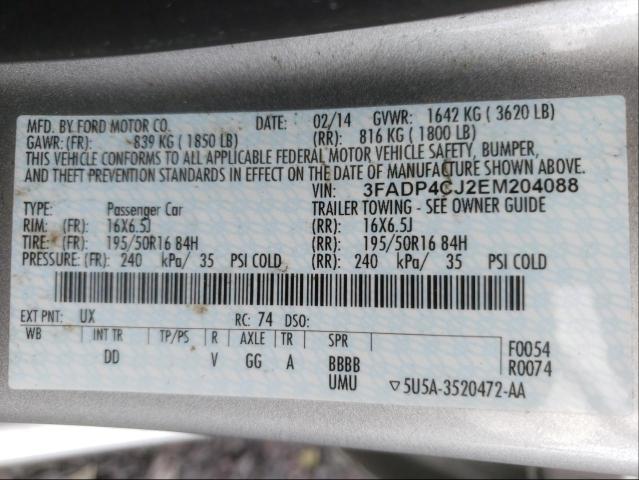 MFD. BY FORD MOTOR CO. DATE: 02/14 GVWR: 1642 KG ( 3620 LB)
GAWR: (FR): 839 KG ( 1850 LB) (RR): 816 KG ( 1800 LB)
THIS VEHICLE CONFORMS TO ALL APPLICABLE FEDERAL MOTOR VEHICLE SAFETY, BUMPER,
AND THEFT PREVENTION STANDARDS IN EFFECT ON THE DATE OF MANUFACTURE SHOWN ABOVE.
VIN: 3FADP4CJ2EM204088
TYPE: Passenger Car TRAILER TOWING - SEE OWNER GUIDE
RIM: (FR): 16X6.5J (RR): 16X6.5J
TIRE: (FR): 195/50R16 84H (RR): 195/50R16 84H
PRESSURE: (FR): 240 kPa/ 35 PSI COLD (RR): 240 kPa/ 35 PSI COLD
EXT PNT: UX RC: 74 DSO:
WB INT TR TP/PS R AXLE TR SPR F0054
DD V GG A BBBB R0074
UMU ▽5U5A-3520472-AA